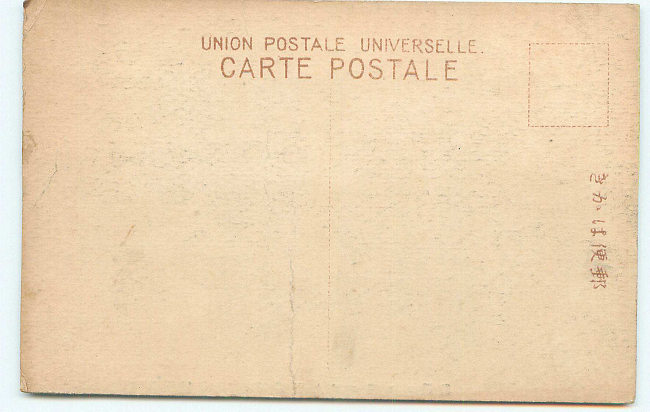 UNION POSTALE UNIVERSELLE.
CARTE POSTALE
郵便はかき